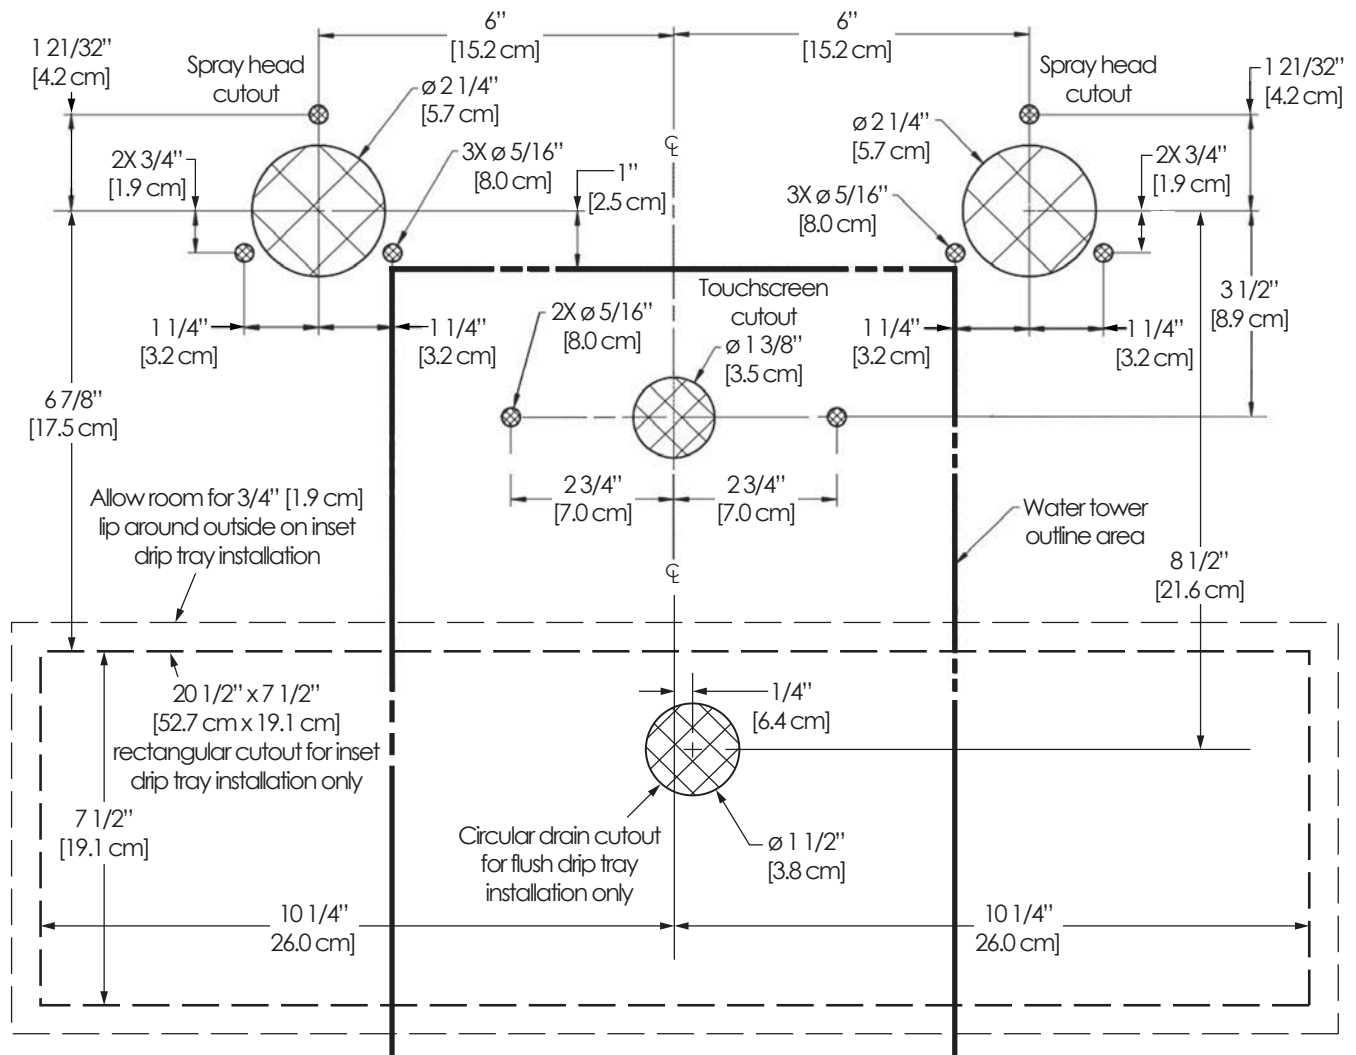 6”
[15.2 cm]
6”
[15.2 cm]
1 21/32”
[4.2 cm]
Spray head
cutout
ø 2 1/4”
[5.7 cm]
Spray head
cutout
1 21/32”
[4.2 cm]
ø 2 1/4”
[5.7 cm]
2X 3/4”
[1.9 cm]
3X ø 5/16”
[8.0 cm]
℄
1”
[2.5 cm]
2X 3/4”
[1.9 cm]
3X ø 5/16”
[8.0 cm]
Touchscreen
cutout
ø 1 3/8”
[3.5 cm]
2X ø 5/16”
[8.0 cm]
3 1/2”
[8.9 cm]
1 1/4”
[3.2 cm]
1 1/4”
[3.2 cm]
1 1/4”
[3.2 cm]
1 1/4”
[3.2 cm]
6 7/8”
[17.5 cm]
2 3/4”
[7.0 cm]
2 3/4”
[7.0 cm]
Allow room for 3/4” [1.9 cm]
lip around outside on inset
drip tray installation
Water tower
outline area
℄
8 1/2”
[21.6 cm]
20 1/2” x 7 1/2”
[52.7 cm x 19.1 cm]
rectangular cutout for inset
drip tray installation only
1/4”
[6.4 cm]
7 1/2”
[19.1 cm]
Circular drain cutout
for flush drip tray
installation only
ø 1 1/2”
[3.8 cm]
10 1/4”
26.0 cm]
10 1/4”
26.0 cm]